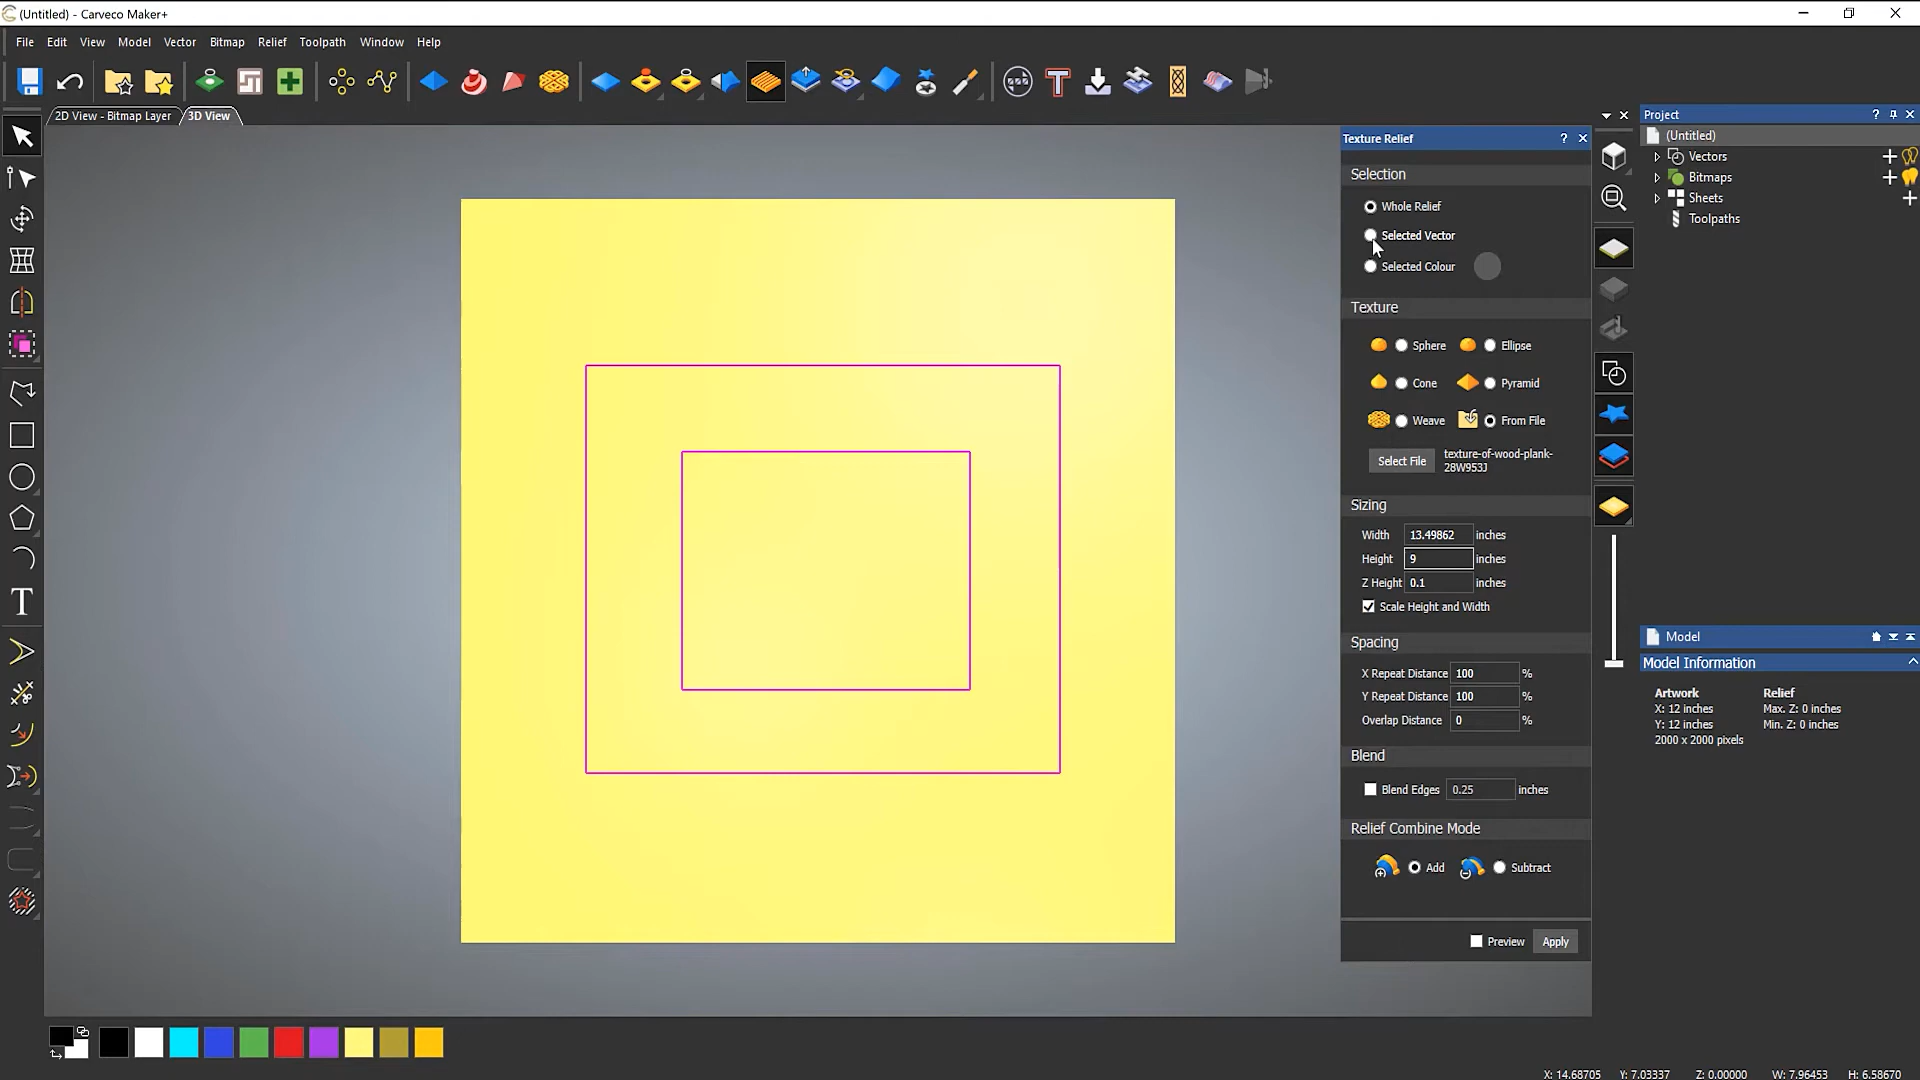 (Untitled) - Carveco Maker+
File Edit View Model Vector Bitmap Relief Toolpath Window Help
2D View - Bitmap Layer 3D View
Texture Relief ?
Selection
Whole Relief
Selected Vector
Selected Colour
Texture
Sphere Ellipse
Cone Pyramid
Weave From File
Select File texture-of-wood-plank-
28W953J
Sizing
Width 13.49862 inches
Height 9 inches
Z Height 0.1 inches
Scale Height and Width
Spacing
X Repeat Distance 100 %
Y Repeat Distance 100 %
Overlap Distance 0 %
Blend
Blend Edges 0.25 inches
Relief Combine Mode
Add Subtract
Preview Apply
Project ?
(Untitled)
Vectors
Bitmaps
Sheets
Toolpaths
Model
Model Information
Artwork Relief
X: 12 inches Max. Z: 0 inches
Y: 12 inches Min. Z: 0 inches
2000 x 2000 pixels
X: 14.68705 Y: 7.03337 Z: 0.00000 W: 7.96453 H: 6.58670